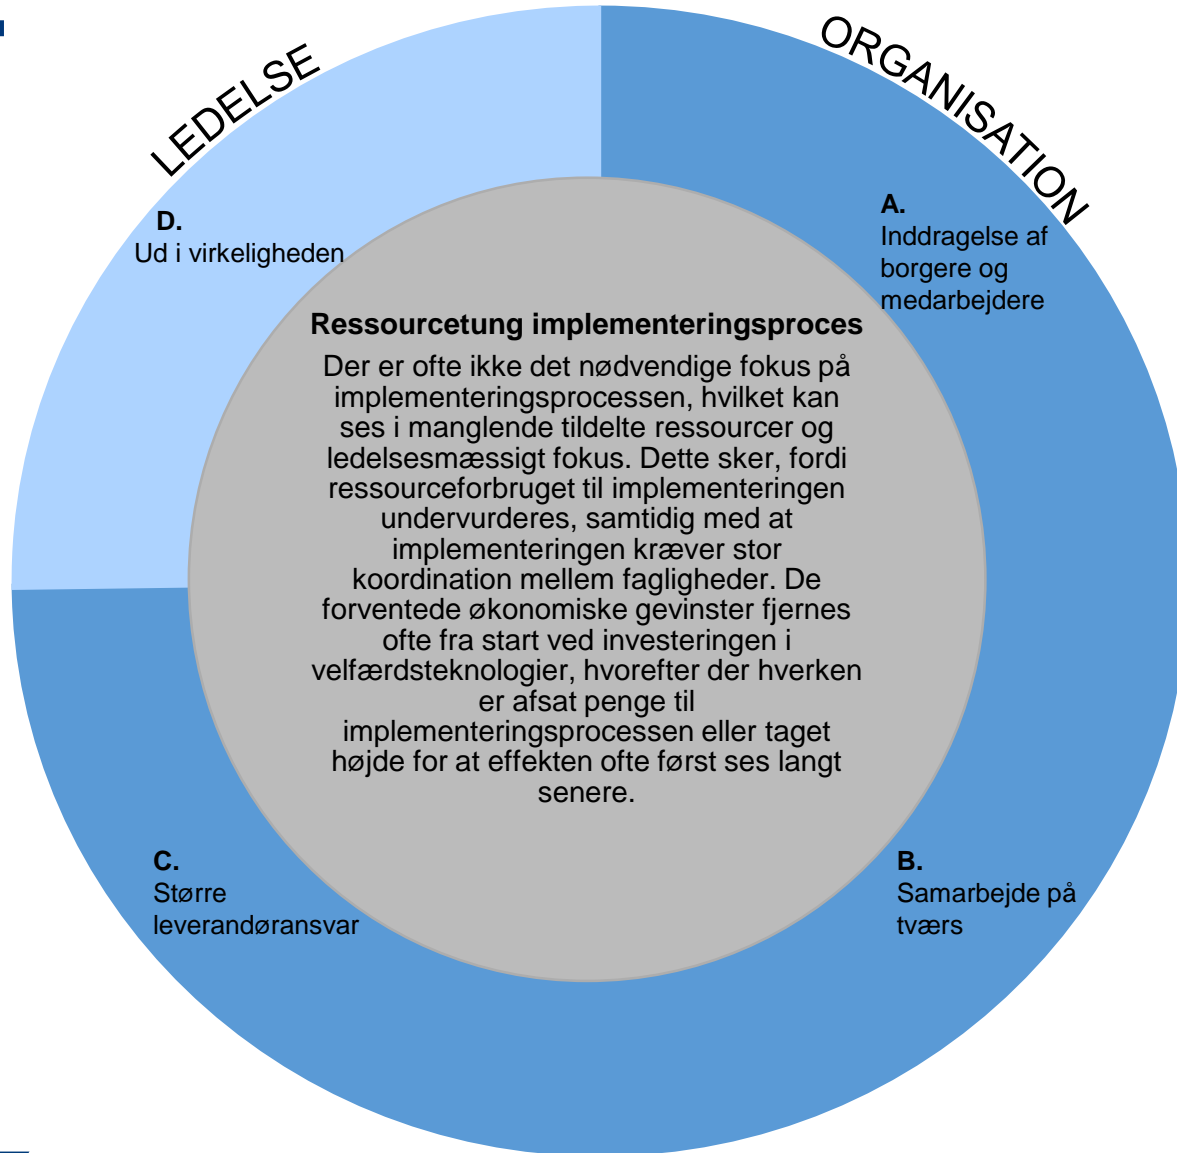 LEDELSE
ORGANISATION
D.
Ud i virkeligheden
A.
Inddragelse af
borgere og
medarbejdere
Ressourcetung implementeringsproces
Der er ofte ikke det nødvendige fokus på
implementeringsprocessen, hvilket kan
ses i manglende tildelte ressourcer og
ledelsesmæssigt fokus. Dette sker, fordi
ressourceforbruget til implementeringen
undervurderes, samtidig med at
implementeringen kræver stor
koordination mellem fagligheder. De
forventede økonomiske gevinster fjernes
ofte fra start ved investeringen i
velfærdsteknologier, hvorefter der hverken
er afsat penge til
implementeringsprocessen eller taget
højde for at effekten ofte først ses langt
senere.
C.
Større
leverandøransvar
B.
Samarbejde på
tværs